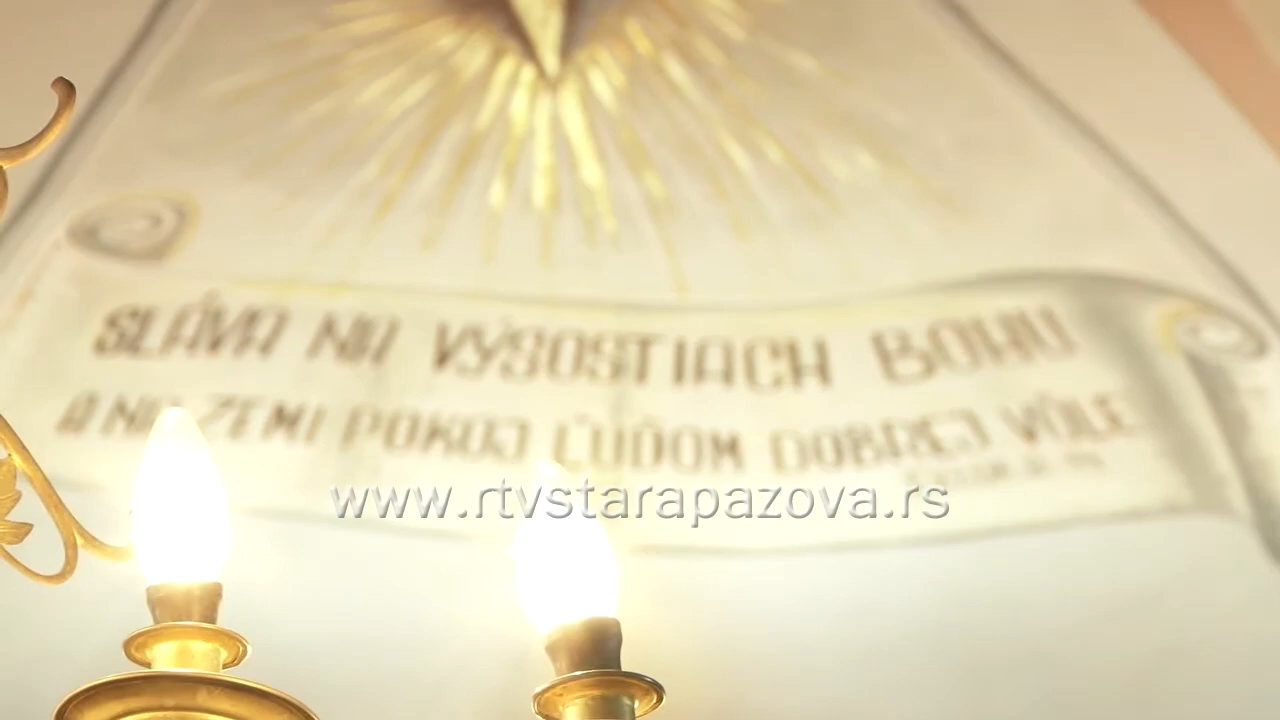 SLÁVA NA VÝSOSTIACH BOHU
A NA ZEMI POKOJ ĽUĎOM DOBREJ VÔLE
www.rtvstarapazova.rs